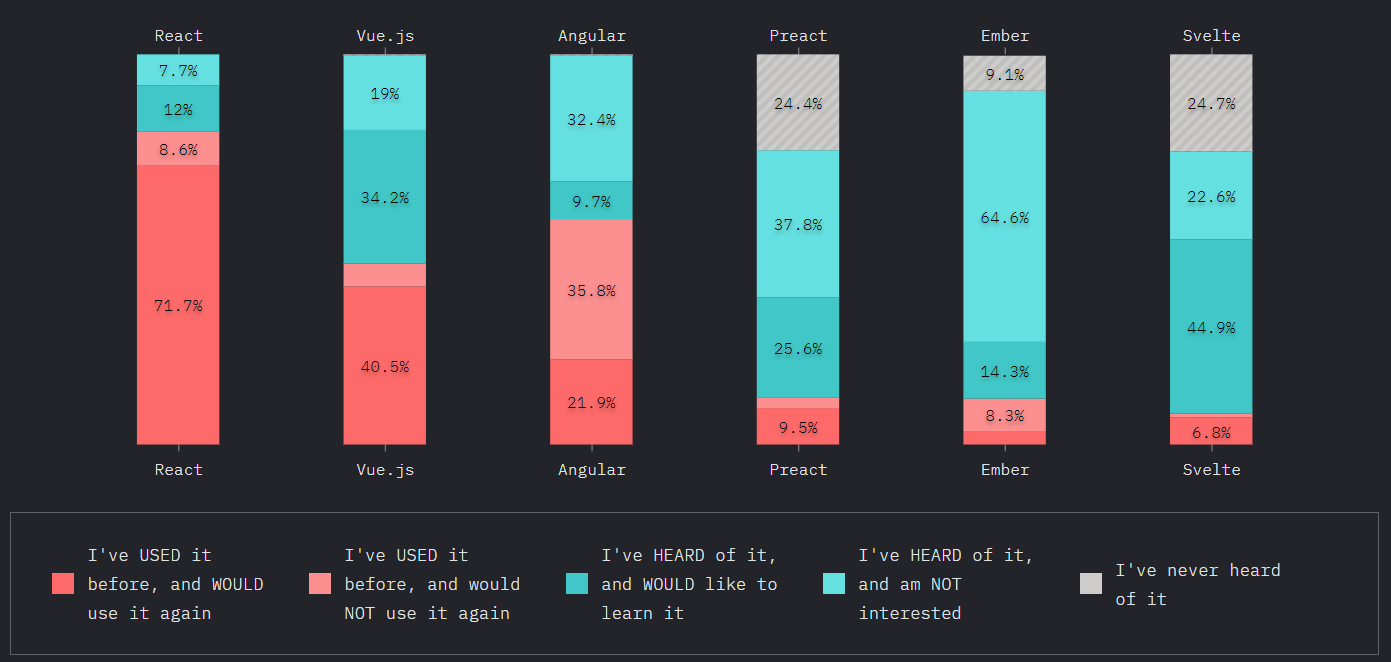 React Vue.js Angular Preact Ember Svelte
7.7% 12% 8.6% 71.7%
19% 34.2% 40.5%
32.4% 9.7% 35.8% 21.9%
24.4% 37.8% 25.6% 9.5%
9.1% 64.6% 14.3% 8.3%
24.7% 22.6% 44.9% 6.8%
React Vue.js Angular Preact Ember Svelte
I've USED it
before, and WOULD
use it again
I've USED it
before, and would
NOT use it again
I've HEARD of it,
and WOULD like to
learn it
I've HEARD of it,
and am NOT
interested
I've never heard
of it